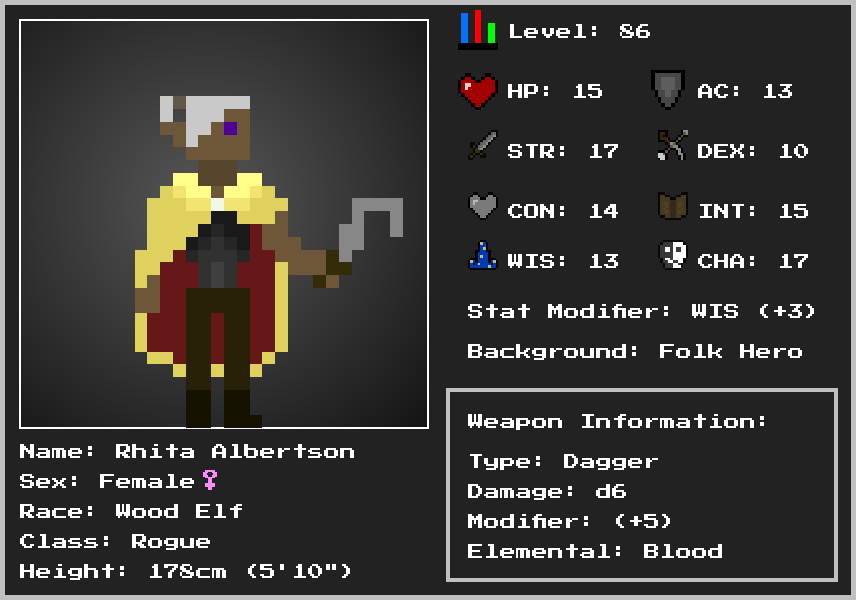 Level: 86
HP: 15
AC: 13
STR: 17
DEX: 10
CON: 14
INT: 15
WIS: 13
CHA: 17
Stat Modifier: WIS (+3)
Background: Folk Hero
Weapon Information:
Type: Dagger
Damage: d6
Modifier: (+5)
Elemental: Blood
Name: Rhita Albertson
Sex: Female♀
Race: Wood Elf
Class: Rogue
Height: 178cm (5'10")